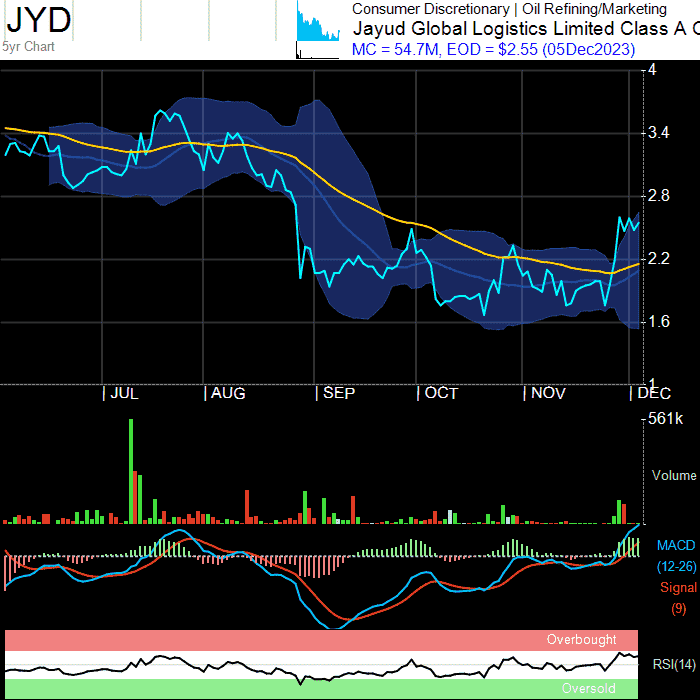 JYD
5yr Chart
Consumer Discretionary | Oil Refining/Marketing
Jayud Global Logistics Limited Class A O
MC = 54.7M, EOD = $2.55 (05Dec2023)
4
3.4
2.8
2.2
1.6
1
| JUL | AUG | SEP | OCT | NOV | DEC
561k
Volume
MACD
(12-26)
Signal
(9)
Overbought
RSI(14)
Oversold